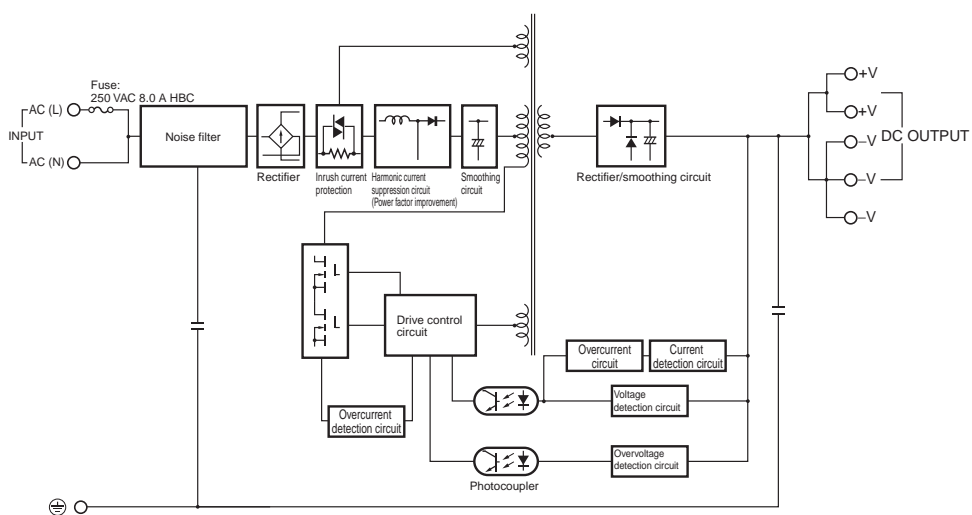 Fuse:
250 VAC 8.0 A HBC
AC (L)
INPUT
AC (N)
Noise filter
Rectifier
Inrush current
protection
Harmonic current
suppression circuit
(Power factor improvement)
Smoothing
circuit
Rectifier/smoothing circuit
+V
+V
DC OUTPUT
–V
–V
–V
Drive control
circuit
Overcurrent
circuit
Current
detection circuit
Voltage
detection circuit
Overcurrent
detection circuit
Overvoltage
detection circuit
Photocoupler